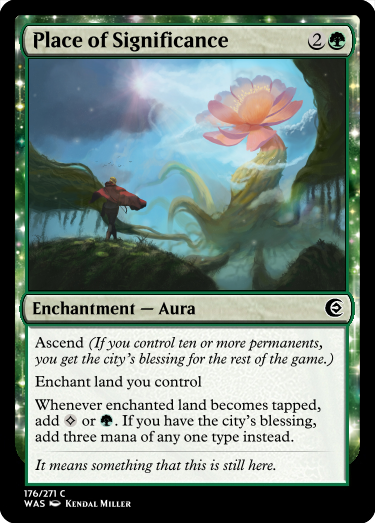 Place of Significance 2
Enchantment — Aura
Ascend (If you control ten or more permanents,
you get the city's blessing for the rest of the game.)
Enchant land you control
Whenever enchanted land becomes tapped,
add or . If you have the city's blessing,
add three mana of any one type instead.
It means something that this is still here.
176/271 C
WAS Kendal Miller